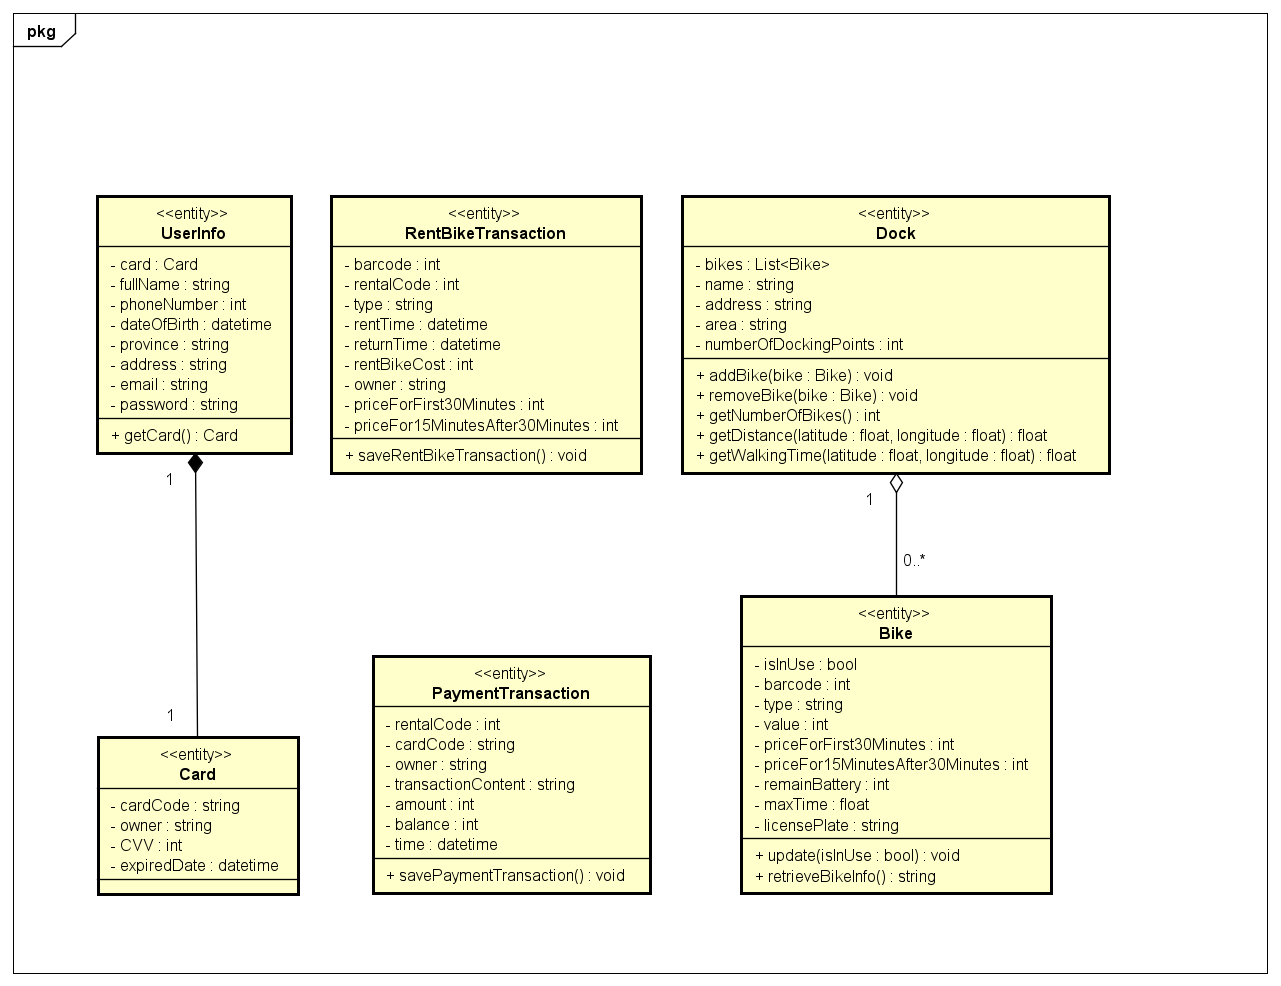 pkg
<<entity>>
UserInfo
- card : Card
- fullName : string
- phoneNumber : int
- dateOfBirth : datetime
- province : string
- address : string
- email : string
- password : string
+ getCard() : Card
1
1
<<entity>>
Card
- cardCode : string
- owner : string
- CVV : int
- expiredDate : datetime
<<entity>>
RentBikeTransaction
- barcode : int
- rentalCode : int
- type : string
- rentTime : datetime
- returnTime : datetime
- rentBikeCost : int
- owner : string
- priceForFirst30Minutes : int
- priceFor15MinutesAfter30Minutes : int
+ saveRentBikeTransaction() : void
<<entity>>
PaymentTransaction
- rentalCode : int
- cardCode : string
- owner : string
- transactionContent : string
- amount : int
- balance : int
- time : datetime
+ savePaymentTransaction() : void
<<entity>>
Dock
- bikes : List<Bike>
- name : string
- address : string
- area : string
- numberOfDockingPoints : int
+ addBike(bike : Bike) : void
+ removeBike(bike : Bike) : void
+ getNumberOfBikes() : int
+ getDistance(latitude : float, longitude : float) : float
+ getWalkingTime(latitude : float, longitude : float) : float
1
0..*
<<entity>>
Bike
- isInUse : bool
- barcode : int
- type : string
- value : int
- priceForFirst30Minutes : int
- priceFor15MinutesAfter30Minutes : int
- remainBattery : int
- maxTime : float
- licensePlate : string
+ update(isInUse : bool) : void
+ retrieveBikeInfo() : string